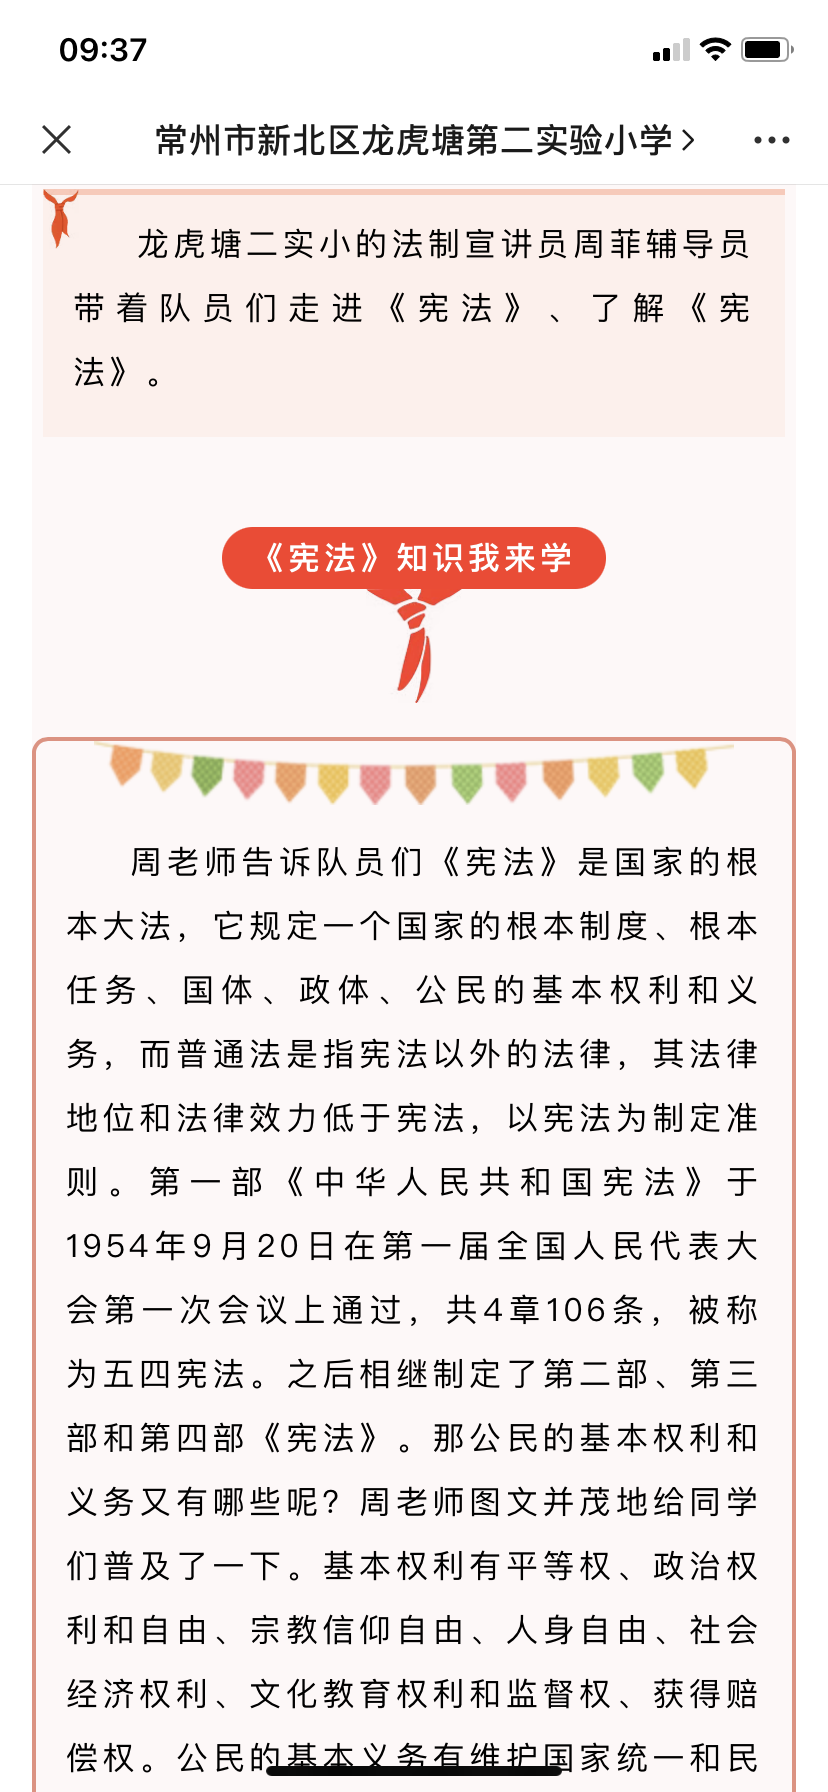 09:37
常州市新北区龙虎塘第二实验小学
龙虎塘二实小的法制宣讲员周菲辅导员
带着队员们走进《宪法》、了解《宪
法》。
《宪法》知识我来学
周老师告诉队员们《宪法》是国家的根
本大法，它规定一个国家的根本制度、根本
任务、国体、政体、公民的基本权利和义
务，而普通法是指宪法以外的法律，其法律
地位和法律效力低于宪法，以宪法为制定准
则。第一部《中华人民共和国宪法》于
1954年9月20日在第一届全国人民代表大
会第一次会议上通过，共4章106条，被称
为五四宪法。之后相继制定了第二部、第三
部和第四部《宪法》。那公民的基本权利和
义务又有哪些呢？周老师图文并茂地给同学
们普及了一下。基本权利有平等权、政治权
利和自由、宗教信仰自由、人身自由、社会
经济权利、文化教育权利和监督权、获得赔
偿权。公民的基本义务有维护国家统一和民